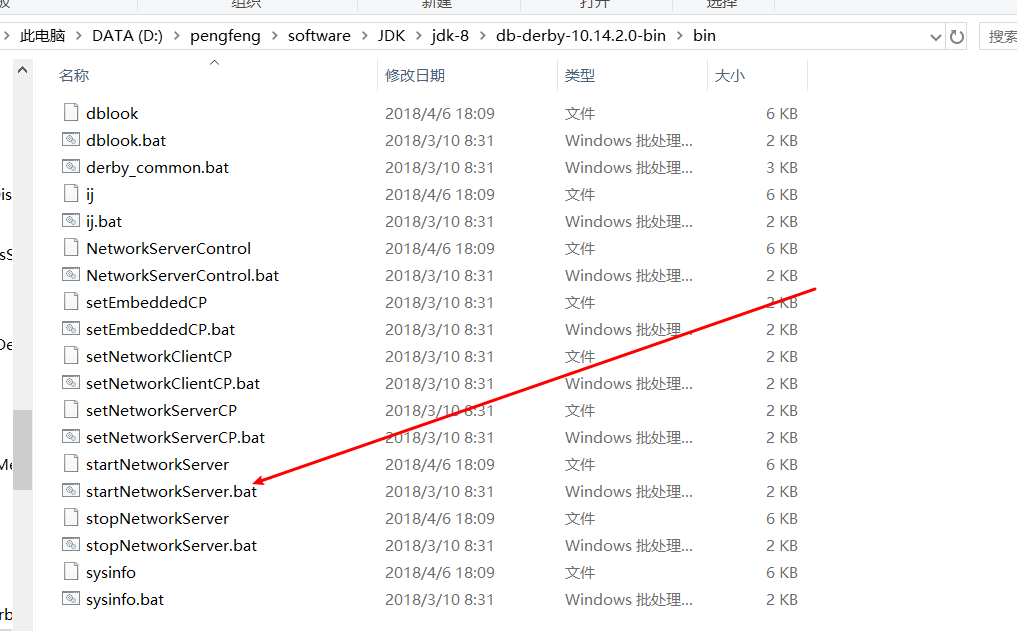 组织 新建 打开 选择
此电脑 > DATA (D:) > pengfeng > software > JDK > jdk-8 > db-derby-10.14.2.0-bin > bin 搜索
名称 修改日期 类型 大小
dblook 2018/4/6 18:09 文件 6 KB
dblook.bat 2018/3/10 8:31 Windows 批处理... 2 KB
derby_common.bat 2018/3/10 8:31 Windows 批处理... 3 KB
ij 2018/4/6 18:09 文件 6 KB
ij.bat 2018/3/10 8:31 Windows 批处理... 2 KB
NetworkServerControl 2018/4/6 18:09 文件 6 KB
NetworkServerControl.bat 2018/3/10 8:31 Windows 批处理... 2 KB
setEmbeddedCP 2018/3/10 8:31 文件 2 KB
setEmbeddedCP.bat 2018/3/10 8:31 Windows 批处理... 2 KB
setNetworkClientCP 2018/3/10 8:31 文件 2 KB
setNetworkClientCP.bat 2018/3/10 8:31 Windows 批处理... 2 KB
setNetworkServerCP 2018/3/10 8:31 文件 2 KB
setNetworkServerCP.bat 2018/3/10 8:31 Windows 批处理... 2 KB
startNetworkServer 2018/4/6 18:09 文件 6 KB
startNetworkServer.bat 2018/3/10 8:31 Windows 批处理... 2 KB
stopNetworkServer 2018/4/6 18:09 文件 6 KB
stopNetworkServer.bat 2018/3/10 8:31 Windows 批处理... 2 KB
sysinfo 2018/4/6 18:09 文件 6 KB
sysinfo.bat 2018/3/10 8:31 Windows 批处理... 2 KB